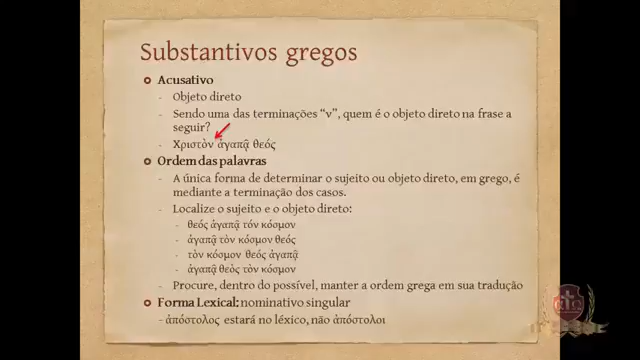 Substantivos gregos
Acusativo
- Objeto direto
- Sendo uma das terminações “ν”, quem é o objeto direto na frase a
seguir?
- Χριστὸν ἀγαπᾷ θεός
Ordem das palavras
- A única forma de determinar o sujeito ou objeto direto, em grego, é
mediante a terminação dos casos.
- Localize o sujeito e o objeto direto:
- θεός ἀγαπᾷ τόν κόσμον
- ἀγαπᾷ τὸν κόσμον θεός
- τὸν κόσμον θεός ἀγαπᾷ
- ἀγαπᾷ θεὸς τὸν κόσμον
- Procure, dentro do possível, manter a ordem grega em sua tradução
Forma Lexical: nominativo singular
- ἀπόστολος estará no léxico, não ἀπόστολοι